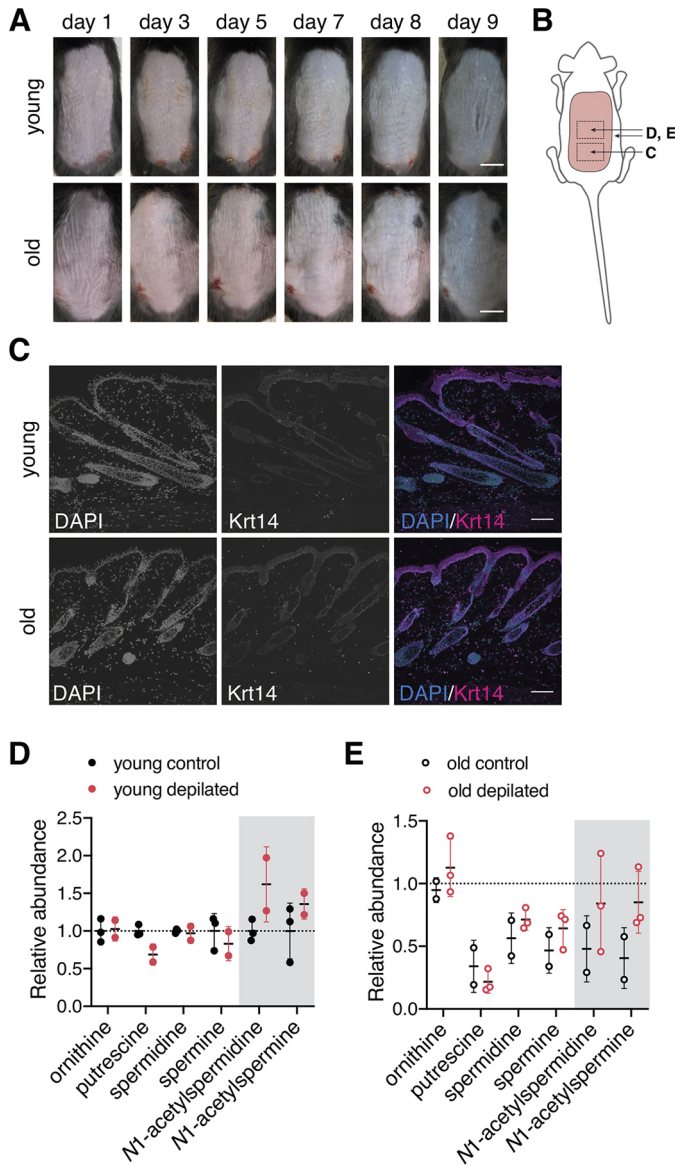 A
day 1 day 3 day 5 day 7 day 8 day 9
young
old
B
D, E
C
C
young
DAPI Krt14 DAPI/Krt14
old
DAPI Krt14 DAPI/Krt14
D
young control
young depilated
Relative abundance
2.5
2.0
1.5
1.0
0.5
0.0
ornithine
putrescine
spermidine
spermine
N1-acetylspermidine
N1-acetylspermine
E
old control
old depilated
Relative abundance
1.5
1.0
0.5
0.0
ornithine
putrescine
spermidine
spermine
N1-acetylspermidine
N1-acetylspermine